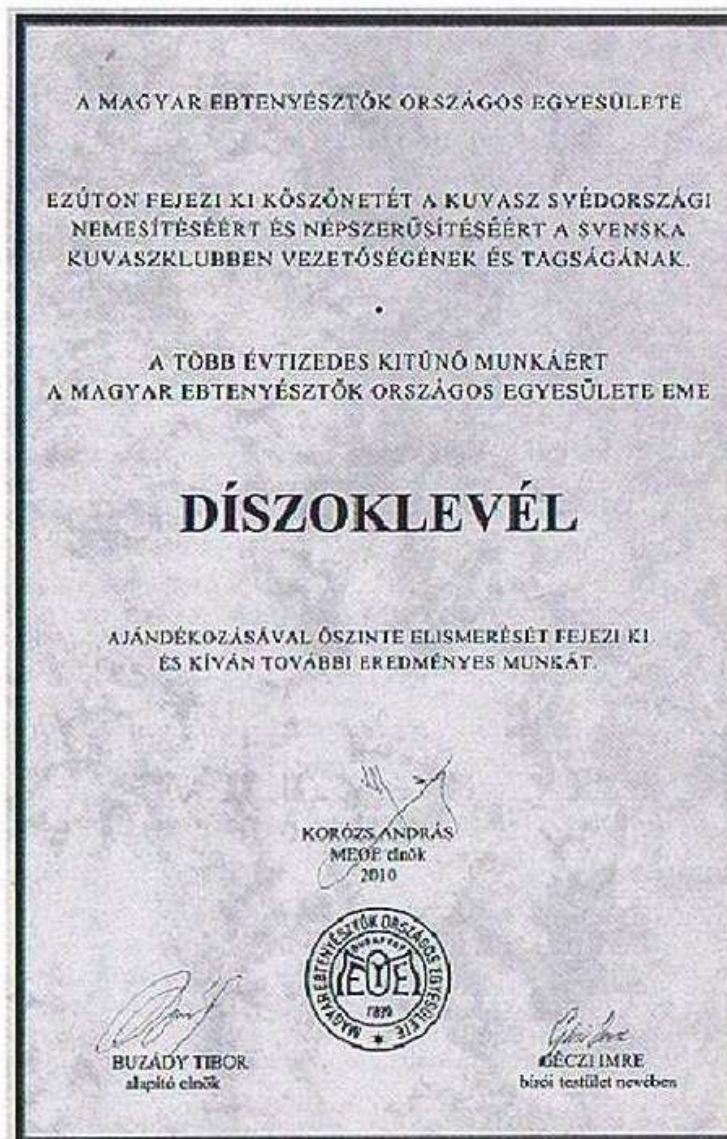 A MAGYAR EBTENYÉSZTŐK ORSZÁGOS EGYESÜLETE
EZÚTON FEJEZI KI KÖSZÖNETÉT A KUVASZ SVÉDORSZÁGI
NEMESÍTÉSÉÉRT ÉS NÉPSZERŰSÍTÉSÉÉRT A SVENSKA
KUVASZKLUBBEN VEZETŐSÉGÉNEK ÉS TAGSÁGÁNAK.
•
A TÖBB ÉVTIZEDES KITŰNŐ MUNKÁÉRT
A MAGYAR EBTENYÉSZTŐK ORSZÁGOS EGYESÜLETE EME
DÍSZOKLEVÉL
AJÁNDÉKOZÁSÁVAL ŐSZINTE ELISMERÉSÉT FEJEZI KI
ÉS KÍVÁN TOVÁBBI EREDMÉNYES MUNKÁT.
KORÓZS ANDRÁS
MEOE elnök
2010
MAGYAR EBTENYÉSZTŐK ORSZÁGOS EGYESÜLETE
BUDAPEST
1899
BUZÁDY TIBOR
alapító elnök
GÉCZI IMRE
bírói testület nevében